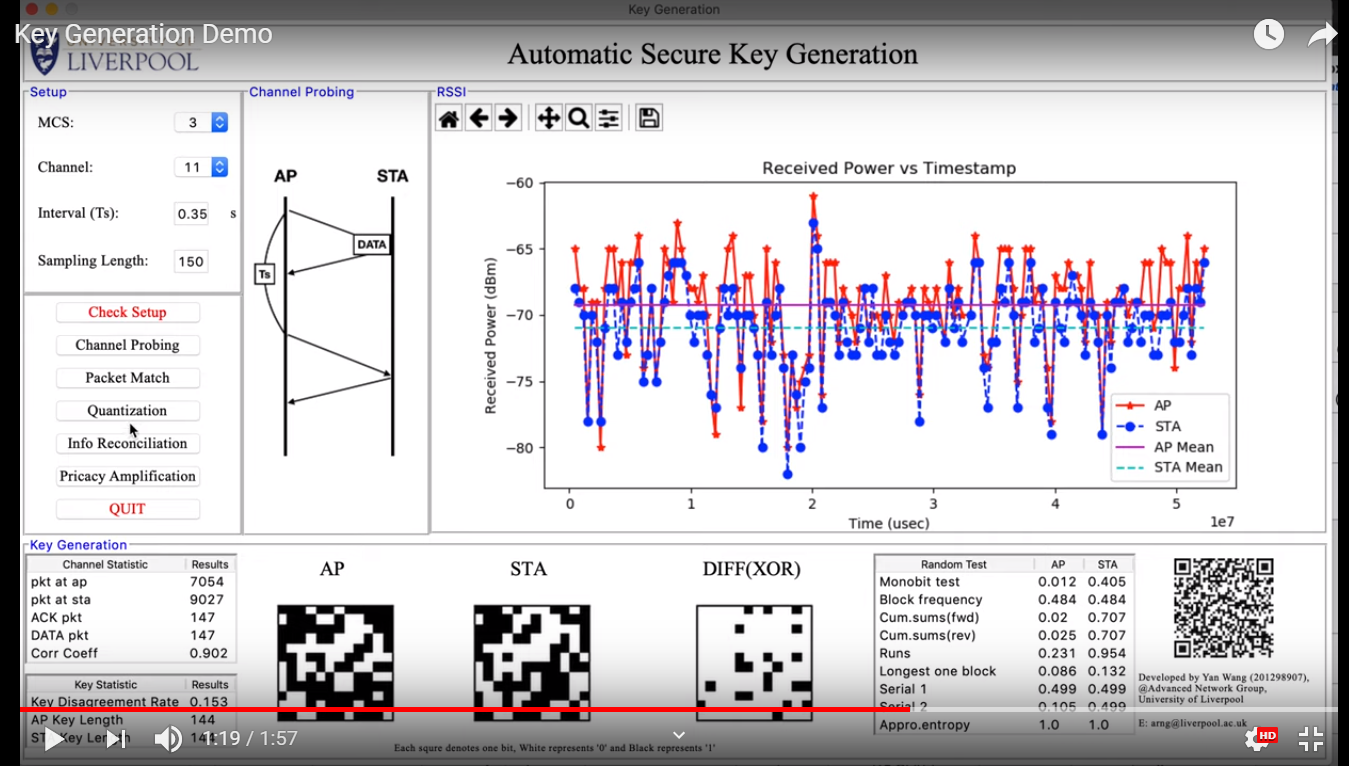 Key Generation
Key Generation Demo
UNIVERSITY OF
LIVERPOOL
Automatic Secure Key Generation
Setup
MCS: 3
Channel: 11
Interval (Ts): 0.35 s
Sampling Length: 150
Check Setup
Channel Probing
Packet Match
Quantization
Info Reconciliation
Pricacy Amplification
QUIT
Channel Probing
AP STA
DATA
Ts
RSSI
Received Power vs Timestamp
Received Power (dBm)
−60
−65
−70
−75
−80
0 1 2 3 4 5
1e7
Time (usec)
AP
STA
AP Mean
STA Mean
Key Generation
Channel Statistic Results
pkt at ap 7054
pkt at sta 9027
ACK pkt 147
DATA pkt 147
Corr Coeff 0.902
Key Statistic Results
Key Disagreement Rate 0.153
AP Key Length 144
STA Key Length 144
AP STA DIFF(XOR)
Each squre denotes one bit, White represents '0' and Black represents '1'
Random Test AP STA
Monobit test 0.012 0.405
Block frequency 0.484 0.484
Cum.sums(fwd) 0.02 0.707
Cum.sums(rev) 0.025 0.707
Runs 0.231 0.954
Longest one block 0.086 0.132
Serial 1 0.499 0.499
Serial 2 0.105 0.499
Appro.entropy 1.0 1.0
Developed by Yan Wang (201298907),
@Advanced Network Group,
University of Liverpool
E: arng@liverpool.ac.uk
1:19 / 1:57
HD